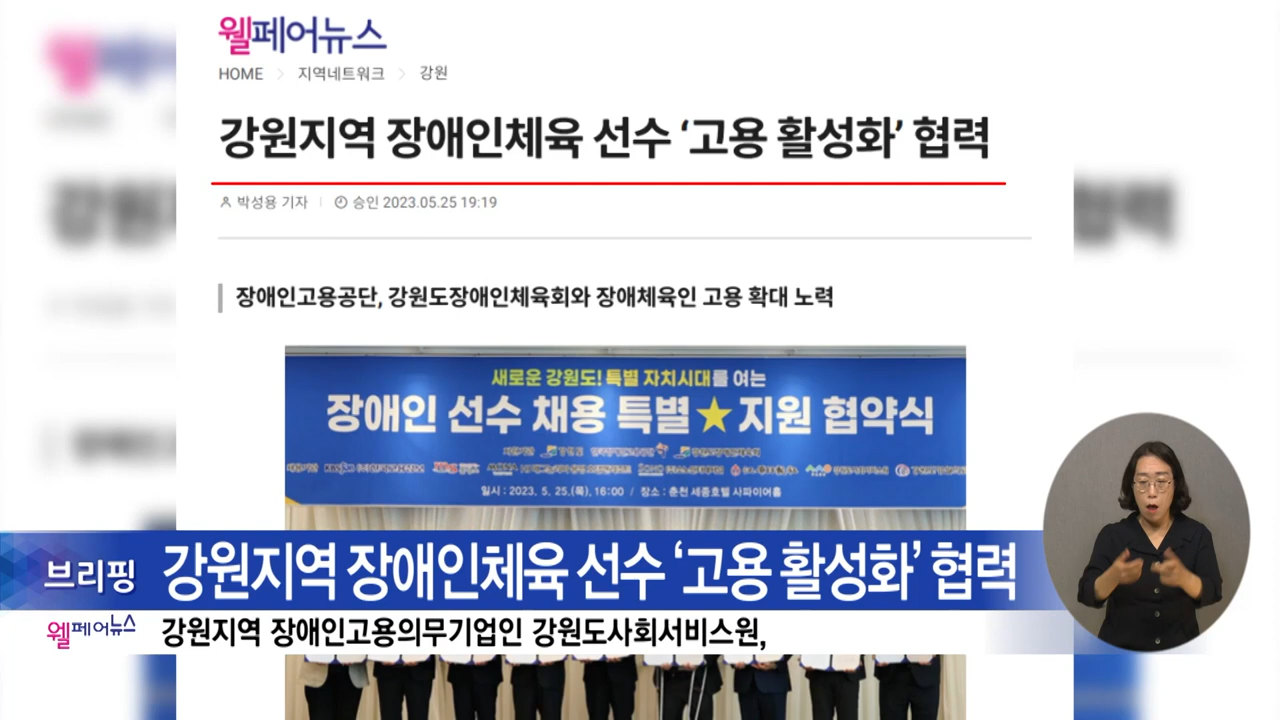 웰페어뉴스
HOME > 지역네트워크 > 강원
강원지역 장애인체육 선수 ‘고용 활성화’ 협력
박성용 기자 | 승인 2023.05.25 19:19
장애인고용공단, 강원도장애인체육회와 장애체육인 고용 확대 노력
새로운 강원도! 특별 자치시대를 여는
장애인 선수 채용 특별★지원 협약식
일시 : 2023. 5. 25.(목), 16:00 / 장소 : 춘천 세종호텔 사파이어홀
브리핑 강원지역 장애인체육 선수 ‘고용 활성화’ 협력
웰페어뉴스 강원지역 장애인고용의무기업인 강원도사회서비스원,